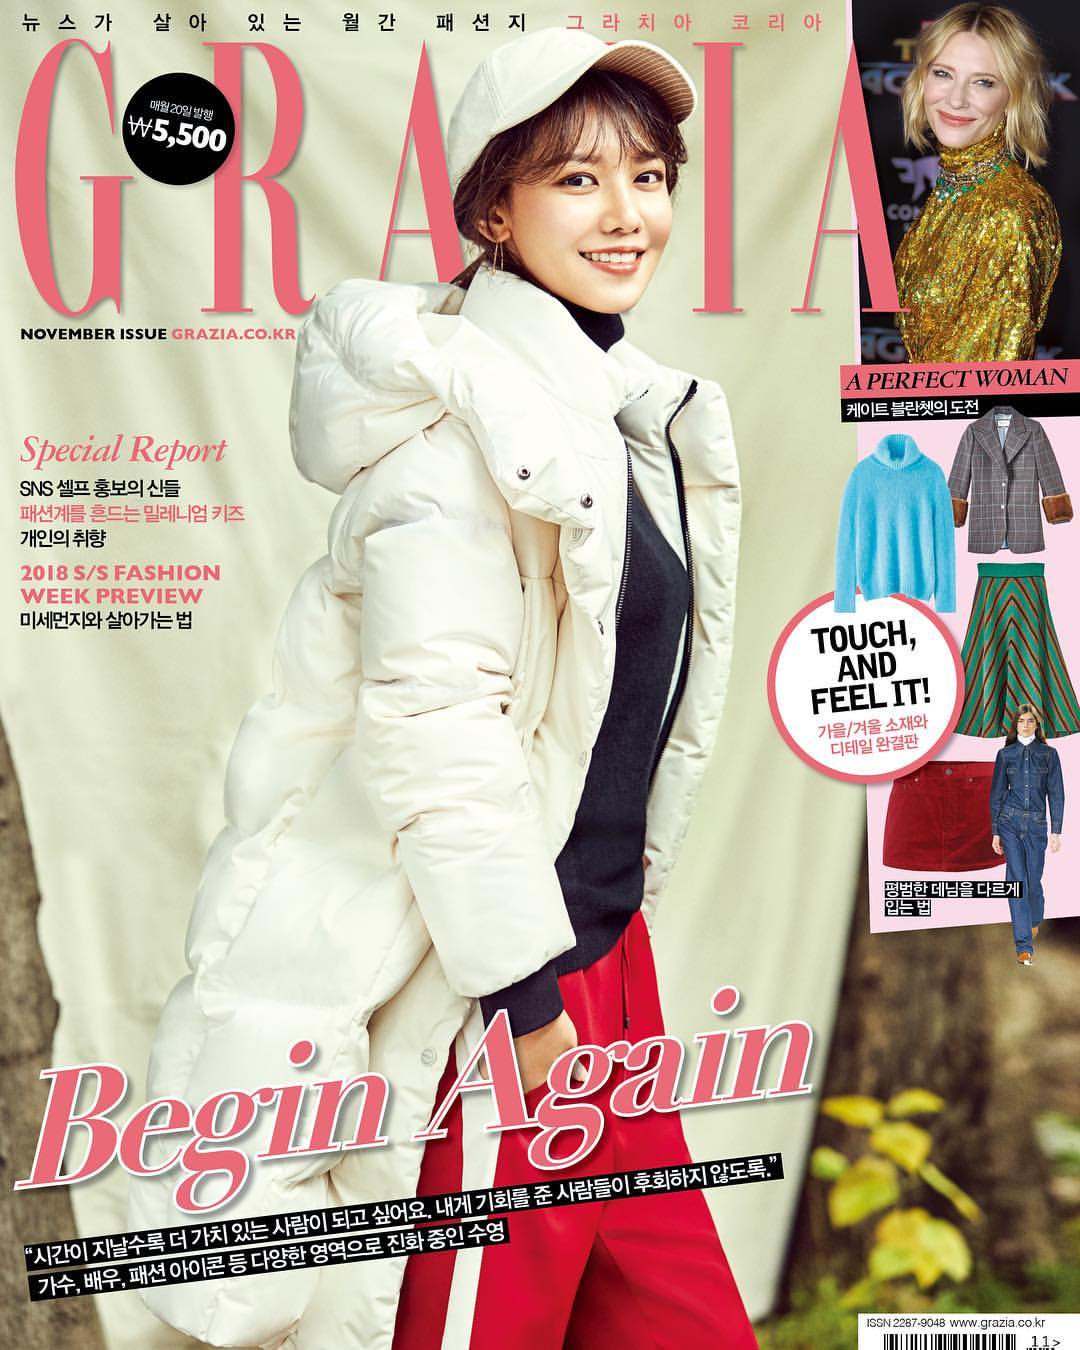 뉴스가 살아 있는 월간 패션지 그라치아 코리아
GRAZIA
매월 20일 발행
₩5,500
NOVEMBER ISSUE GRAZIA.CO.KR
A PERFECT WOMAN
케이트 블란쳇의 도전
Special Report
SNS 셀프 홍보의 신들
패션계를 흔드는 밀레니엄 키즈
개인의 취향
2018 S/S FASHION
WEEK PREVIEW
미세먼지와 살아가는 법
TOUCH,
AND
FEEL IT!
가을/겨울 소재와
디테일 완결판
평범한 데님을 다르게
입는 법
Begin Again
“시간이 지날수록 더 가치 있는 사람이 되고 싶어요. 내게 기회를 준 사람들이 후회하지 않도록.”
가수, 배우, 패션 아이콘 등 다양한 영역으로 진화 중인 수영
ISSN 2287-9048 www.grazia.co.kr
11>